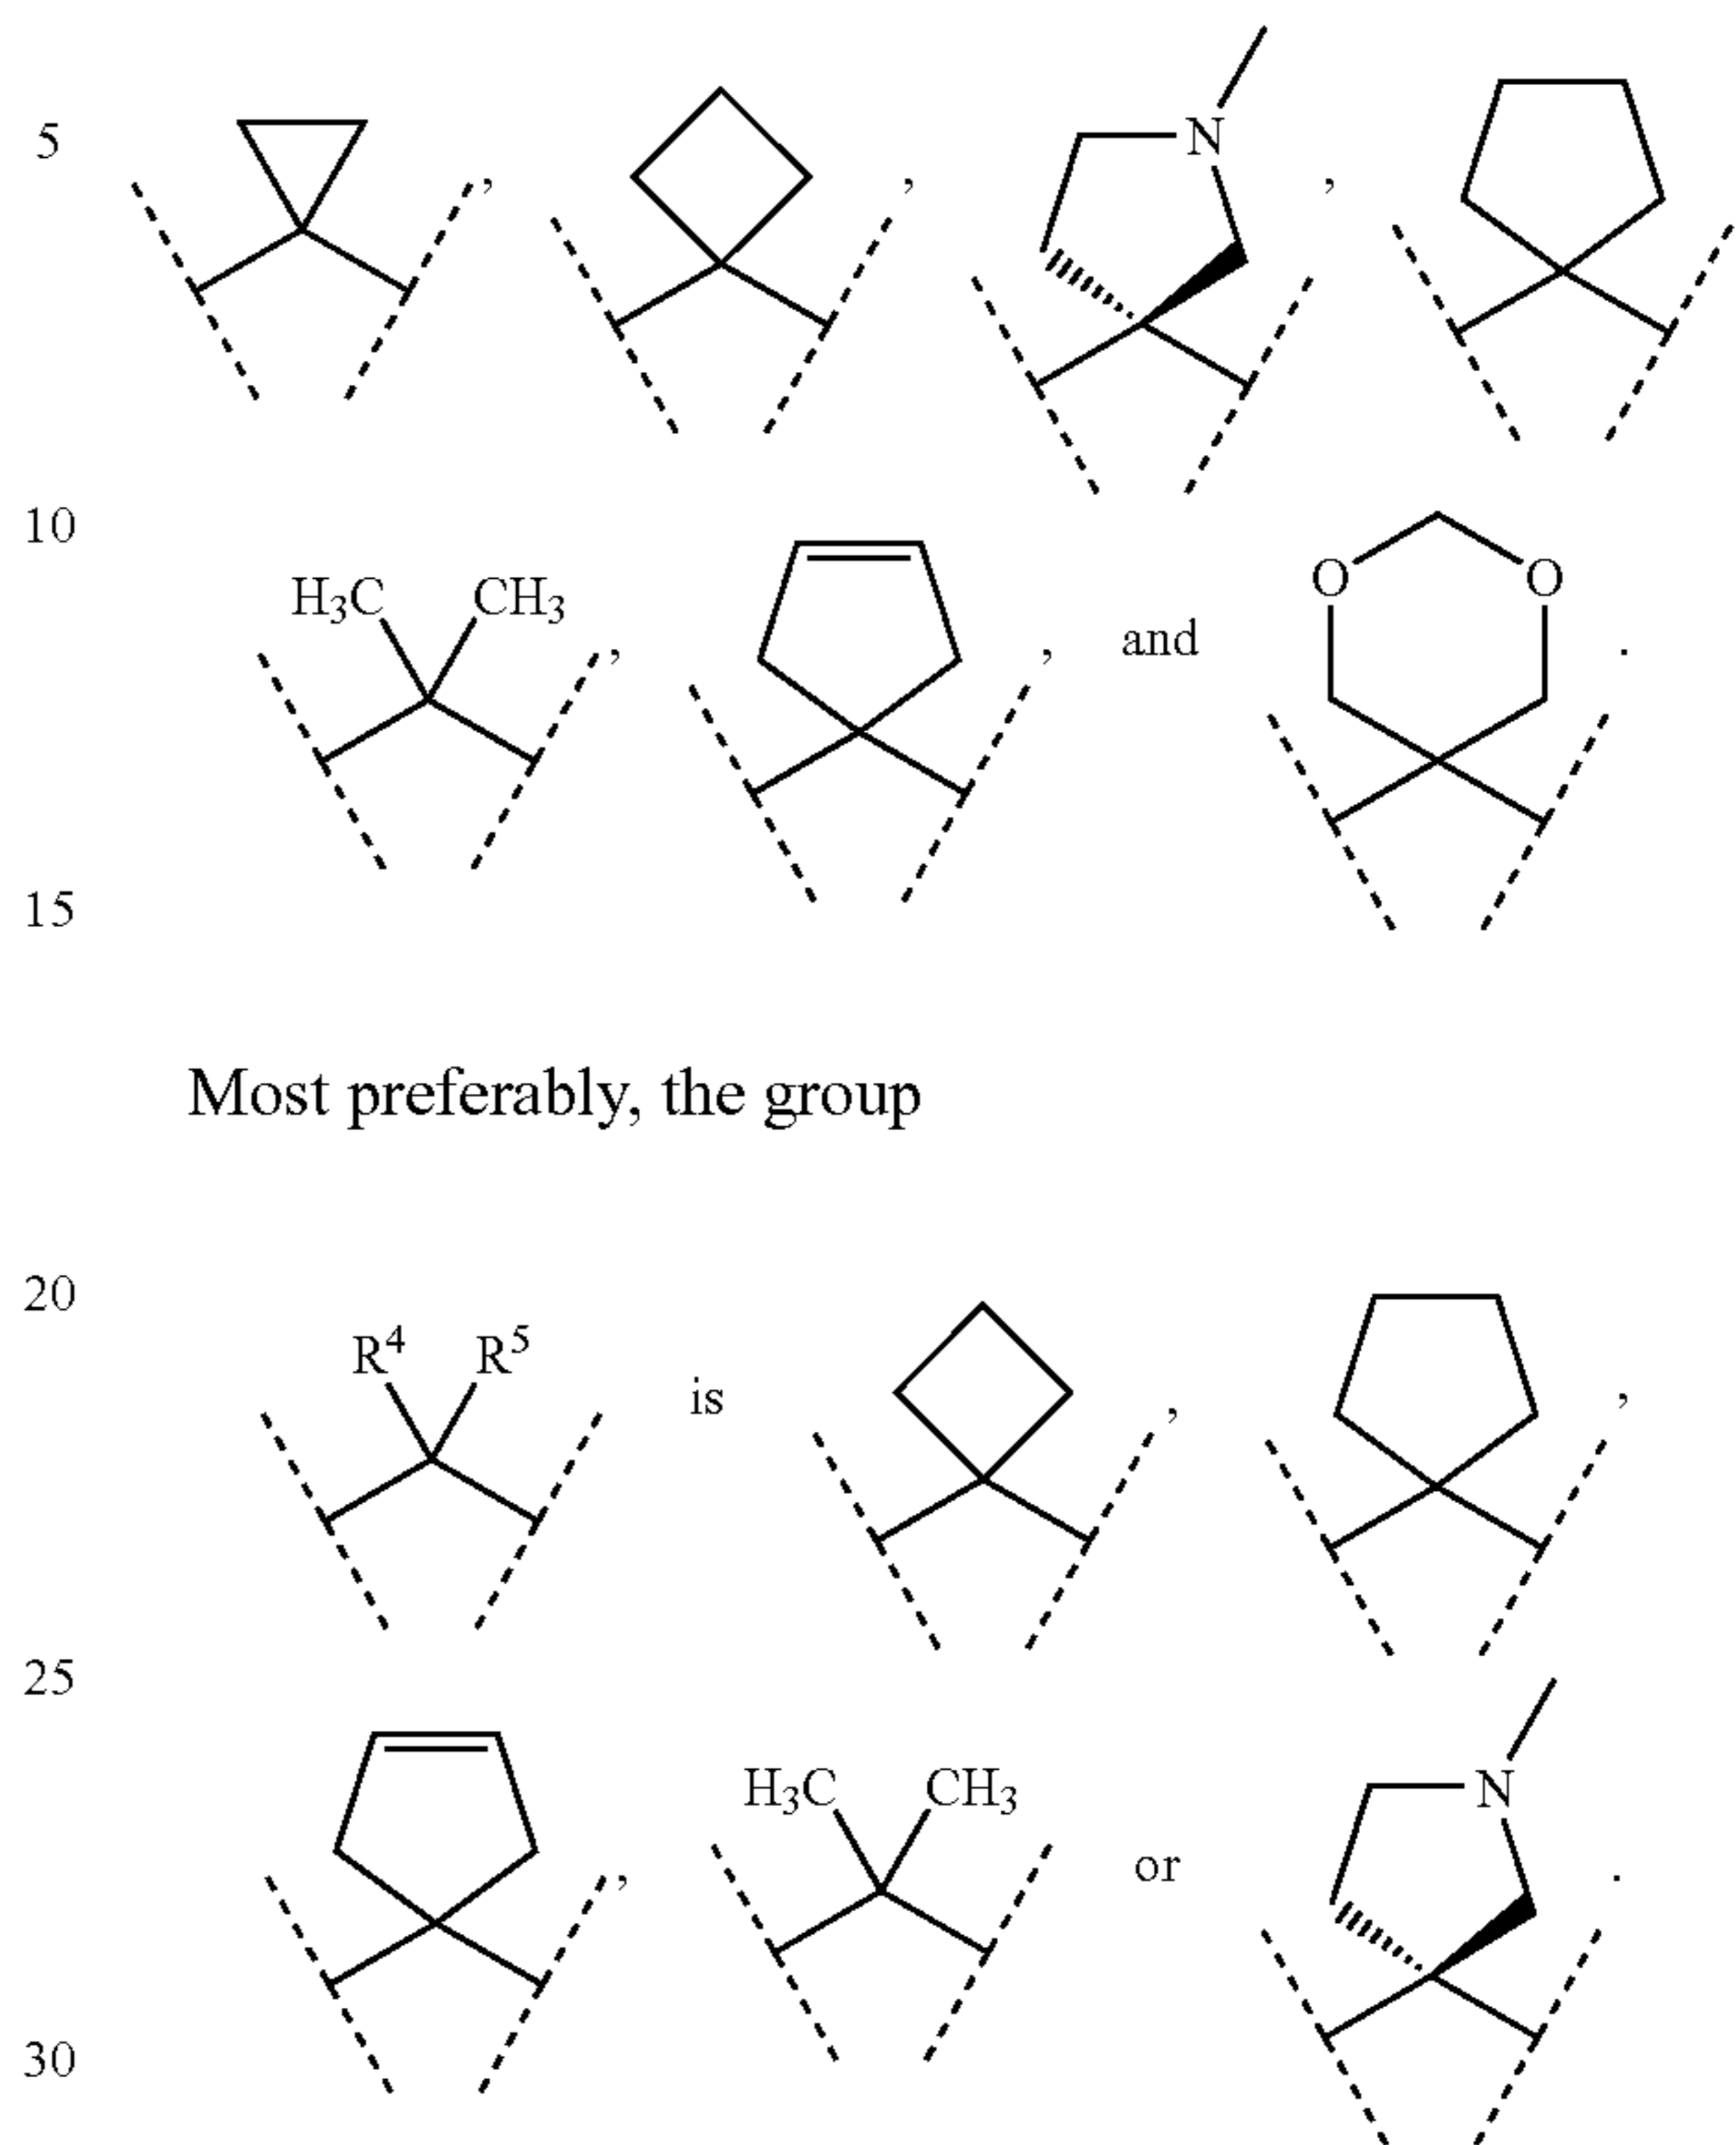 N
5
, , ,
10
H₃C CH₃
, , and O O .
15
Most preferably, the group
20
R⁴ R⁵ is , ,
25
H₃C CH₃ N
, or .
30